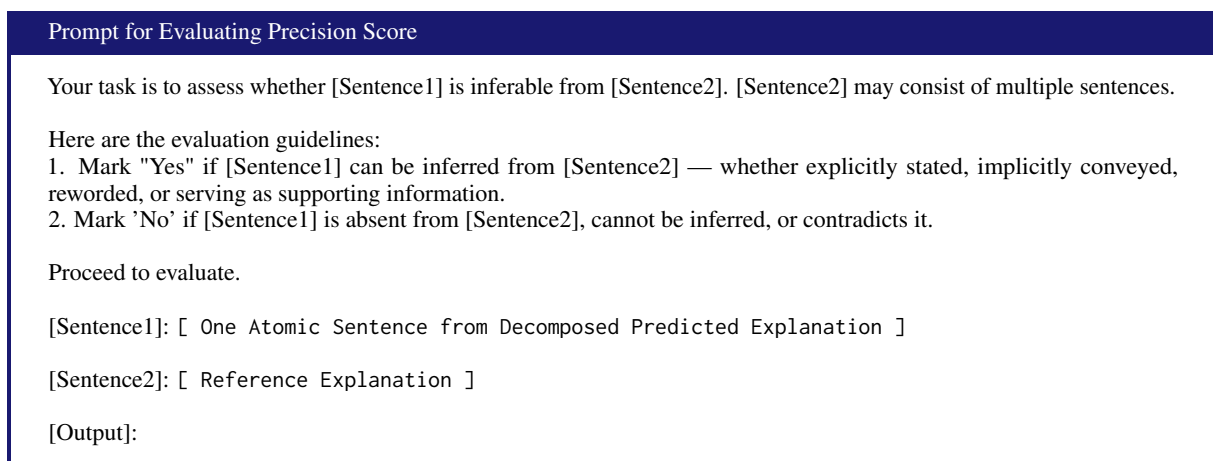 Prompt for Evaluating Precision Score
Your task is to assess whether [Sentence1] is inferable from [Sentence2]. [Sentence2] may consist of multiple sentences.
Here are the evaluation guidelines:
1. Mark "Yes" if [Sentence1] can be inferred from [Sentence2] — whether explicitly stated, implicitly conveyed,
reworded, or serving as supporting information.
2. Mark ’No’ if [Sentence1] is absent from [Sentence2], cannot be inferred, or contradicts it.
Proceed to evaluate.
[Sentence1]: [ One Atomic Sentence from Decomposed Predicted Explanation ]
[Sentence2]: [ Reference Explanation ]
[Output]: